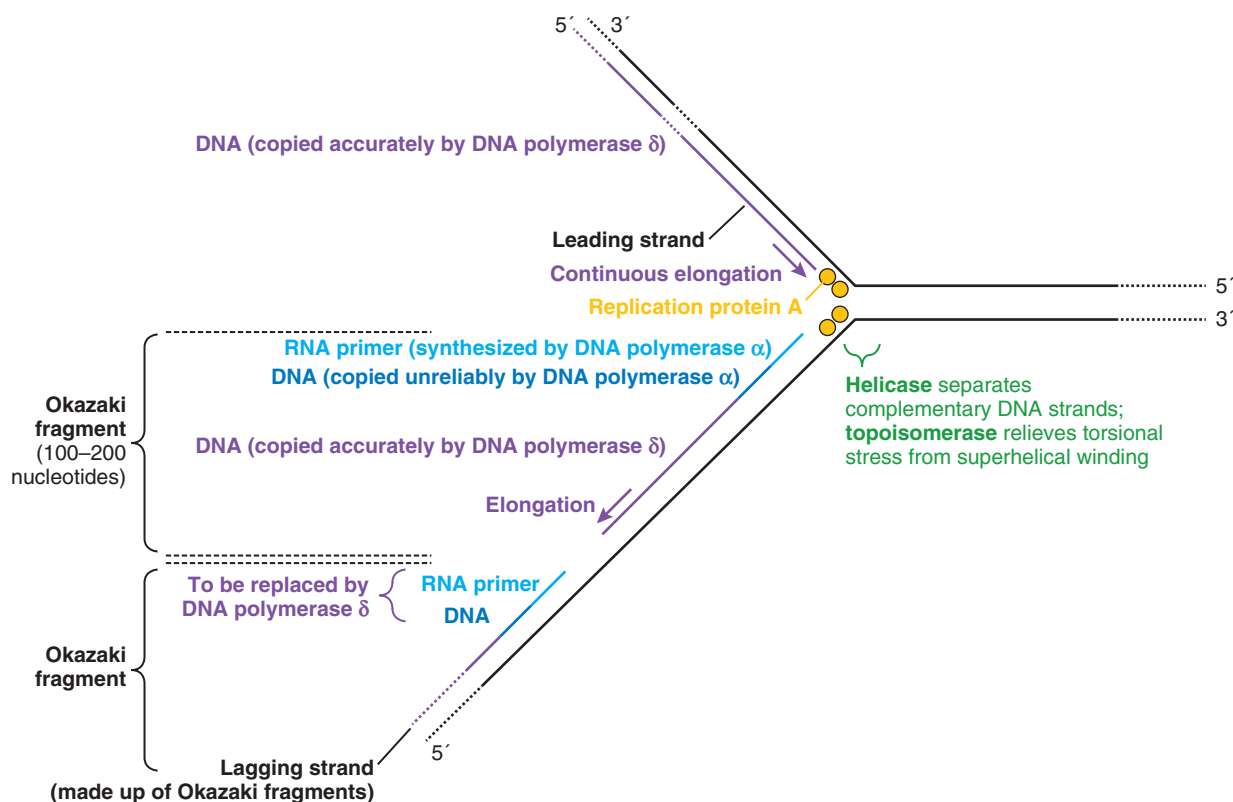 5´ 3´
DNA (copied accurately by DNA polymerase δ)
Leading strand
Continuous elongation
Replication protein A
5´
3´
RNA primer (synthesized by DNA polymerase α)
DNA (copied unreliably by DNA polymerase α)
Helicase separates
complementary DNA strands;
topoisomerase relieves torsional
stress from superhelical winding
Okazaki
fragment
(100–200
nucleotides)
DNA (copied accurately by DNA polymerase δ)
Elongation
To be replaced by
DNA polymerase δ
RNA primer
DNA
Okazaki
fragment
5´
Lagging strand
(made up of Okazaki fragments)